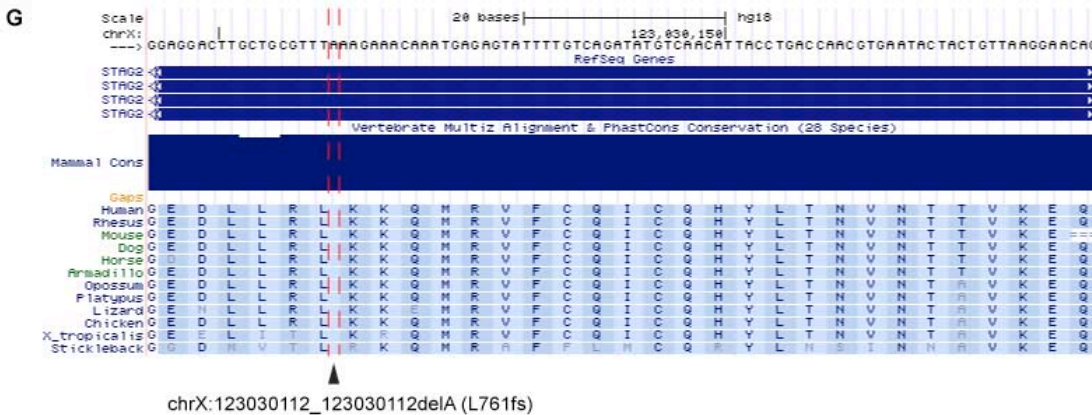 G
Scale 20 bases hg18
chrX: 123,030,150
---> GGAGGACTTGCTGCGTTTAAAGAAACAAATGAGAGTATTTTGTCAGATATGTCAACATTACCTGACCAACGTGAATACTACTGTTAAGGAACAG
RefSeq Genes
STAG2
STAG2
STAG2
STAG2
Vertebrate Multiz Alignment & PhastCons Conservation (28 Species)
Mammal Cons
Gaps
Human G E D L L R L K K Q M R V F C Q I C Q H Y L T N V N T T V K E Q
Rhesus G E D L L R L K K Q M R V F C Q I C Q H Y L T N V N T T V K E Q
Mouse G E D L L R L K K Q M R V F C Q I C Q H Y L T N V N T T V K E ==
Dog G E D L L R L K K Q M R V F C Q I C Q H Y L T N V N T T V K E Q
Horse G D D L L R L K K Q M R V F C Q I C Q H Y L T N V N T T V K E Q
Armadillo G E D L L R L K K Q M R V F C Q I C Q H Y L T N V N T T V K E Q
Opossum G E D L L R L K K Q M R V F C Q I C Q H Y L T N V N T A V K E Q
Platypus G E D L L R L K K Q M R V F C Q I C Q H Y L T N V N T A V K E Q
Lizard G E N L L R L K K E M R V F C Q I C Q H Y L T N V N T A V K E Q
Chicken G E D L L R L K K Q M R V F C Q I C Q H Y L T N V N T A V K E Q
X_tropicalis G E E L I T L K R Q M R V F C Q I C Q H Y L T N V N T A V K E Q
Stickleback G G D N V T L R K Q M R A F F L M C Q R Y L N S I N N A V K E Q
chrX:123030112_123030112delA (L761fs)